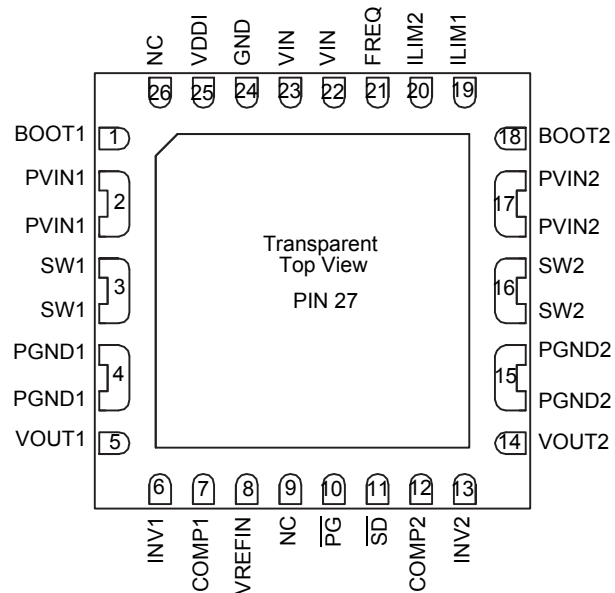 NC
VDDI
GND
VIN
VIN
FREQ
ILIM2
ILIM1
26
25
24
23
22
21
20
19
BOOT1
1
18
BOOT2
PVIN1
PVIN1
2
17
PVIN2
PVIN2
SW1
SW1
3
16
SW2
SW2
PGND1
PGND1
4
15
PGND2
PGND2
VOUT1
5
14
VOUT2
Transparent
Top View
PIN 27
6
7
8
9
10
11
12
13
INV1
COMP1
VREFIN
NC
PG
SD
COMP2
INV2